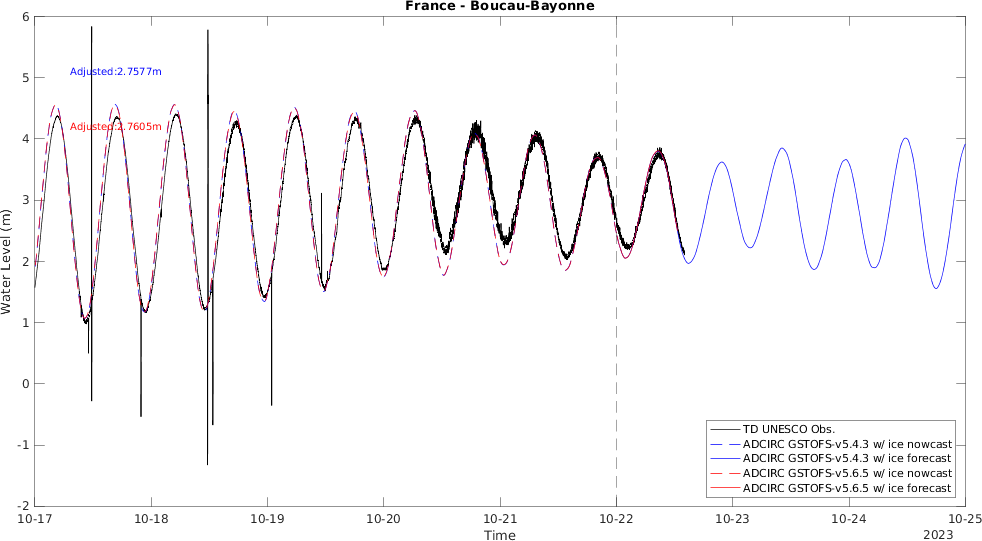 France - Boucau-Bayonne
6
5
4
3
2
1
0
-1
-2
Water Level (m)
Adjusted:2.7577m
Adjusted:2.7605m
TD UNESCO Obs.
ADCIRC GSTOFS-v5.4.3 w/ ice nowcast
ADCIRC GSTOFS-v5.4.3 w/ ice forecast
ADCIRC GSTOFS-v5.6.5 w/ ice nowcast
ADCIRC GSTOFS-v5.6.5 w/ ice forecast
10-17 10-18 10-19 10-20 10-21 10-22 10-23 10-24 10-25
Time
2023